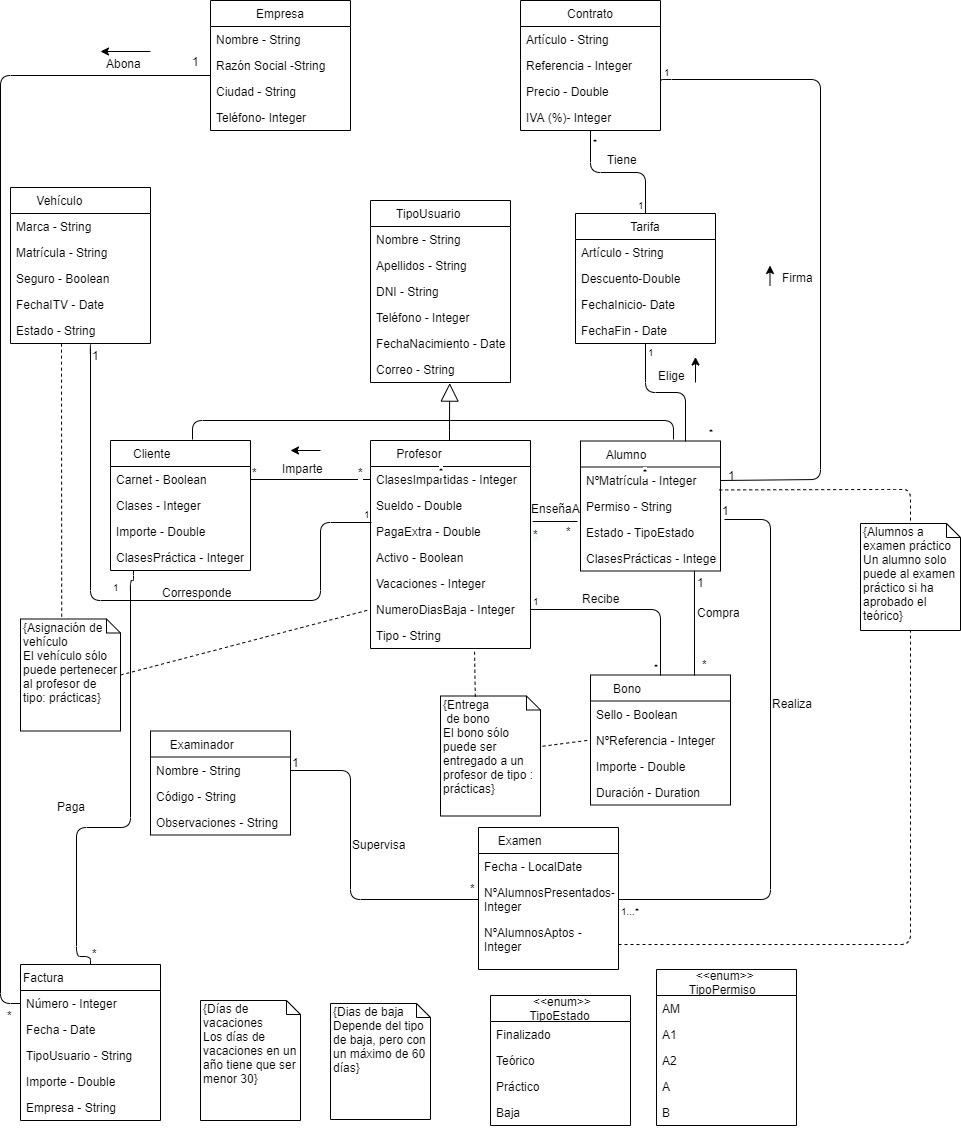 Empresa
Nombre - String
Razón Social -String
Ciudad - String
Teléfono- Integer
Contrato
Artículo - String
Referencia - Integer
Precio - Double
IVA (%)- Integer
Abona
1
1
*
Tiene
1
Vehículo
Marca - String
Matrícula - String
Seguro - Boolean
FechaITV - Date
Estado - String
1
TipoUsuario
Nombre - String
Apellidos - String
DNI - String
Teléfono - Integer
FechaNacimiento - Date
Correo - String
Tarifa
Artículo - String
Descuento-Double
FechaInicio- Date
FechaFin - Date
1
Elige
*
Firma
Cliente
Carnet - Boolean
Clases - Integer
Importe - Double
ClasesPráctica - Integer
*
Imparte
*
Profesor
ClasesImpartidas - Integer
Sueldo - Double
PagaExtra - Double
Activo - Boolean
Vacaciones - Integer
NumeroDiasBaja - Integer
Tipo - String
1
Corresponde
1
EnseñaA
*
*
Alumno
NºMatrícula - Integer
Permiso - String
Estado - TipoEstado
ClasesPrácticas - Intege
1
1
{Alumnos a
examen práctico
Un alumno solo
puede al examen
práctico si ha
aprobado el
teórico}
1
Recibe
*
1
Compra
*
{Asignación de
vehículo
El vehículo sólo
puede pertenecer
al profesor de
tipo: prácticas}
{Entrega
de bono
El bono sólo
puede ser
entregado a un
profesor de tipo :
prácticas}
Bono
Sello - Boolean
NºReferencia - Integer
Importe - Double
Duración - Duration
Realiza
Examinador
Nombre - String
Código - String
Observaciones - String
1
Supervisa
*
Paga
*
Examen
Fecha - LocalDate
NºAlumnosPresentados-
Integer
NºAlumnosAptos -
Integer
1...*
Factura
Número - Integer
Fecha - Date
TipoUsuario - String
Importe - Double
Empresa - String
*
{Días de
vacaciones
Los días de
vacaciones en un
año tiene que ser
menor 30}
{Dias de baja
Depende del tipo
de baja, pero con
un máximo de 60
días}
<<enum>>
TipoEstado
Finalizado
Teórico
Práctico
Baja
<<enum>>
TipoPermiso
AM
A1
A2
A
B